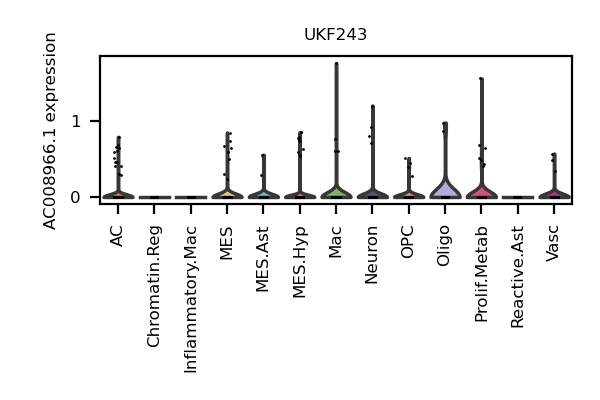 UKF243
AC008966.1 expression
1
0
AC
Chromatin.Reg
Inflammatory.Mac
MES
MES.Ast
MES.Hyp
Mac
Neuron
OPC
Oligo
Prolif.Metab
Reactive.Ast
Vasc